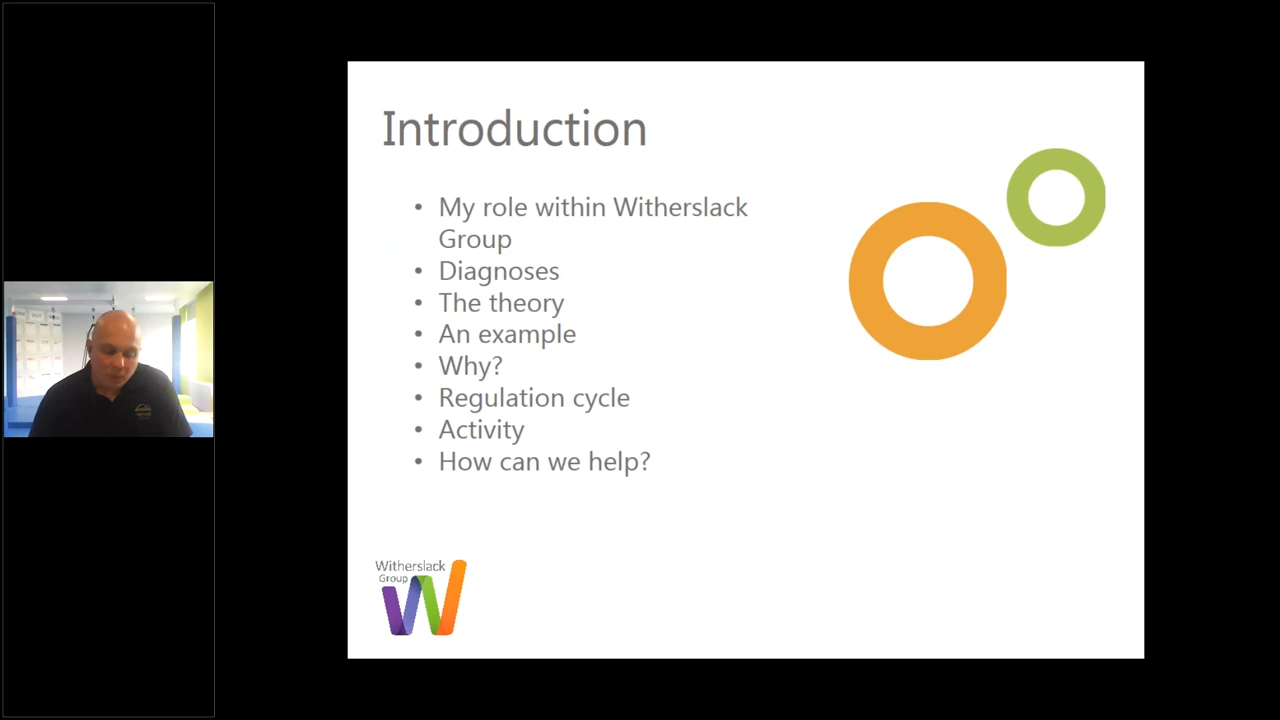 Introduction
• My role within Witherslack
Group
• Diagnoses
• The theory
• An example
• Why?
• Regulation cycle
• Activity
• How can we help?
Witherslack
Group